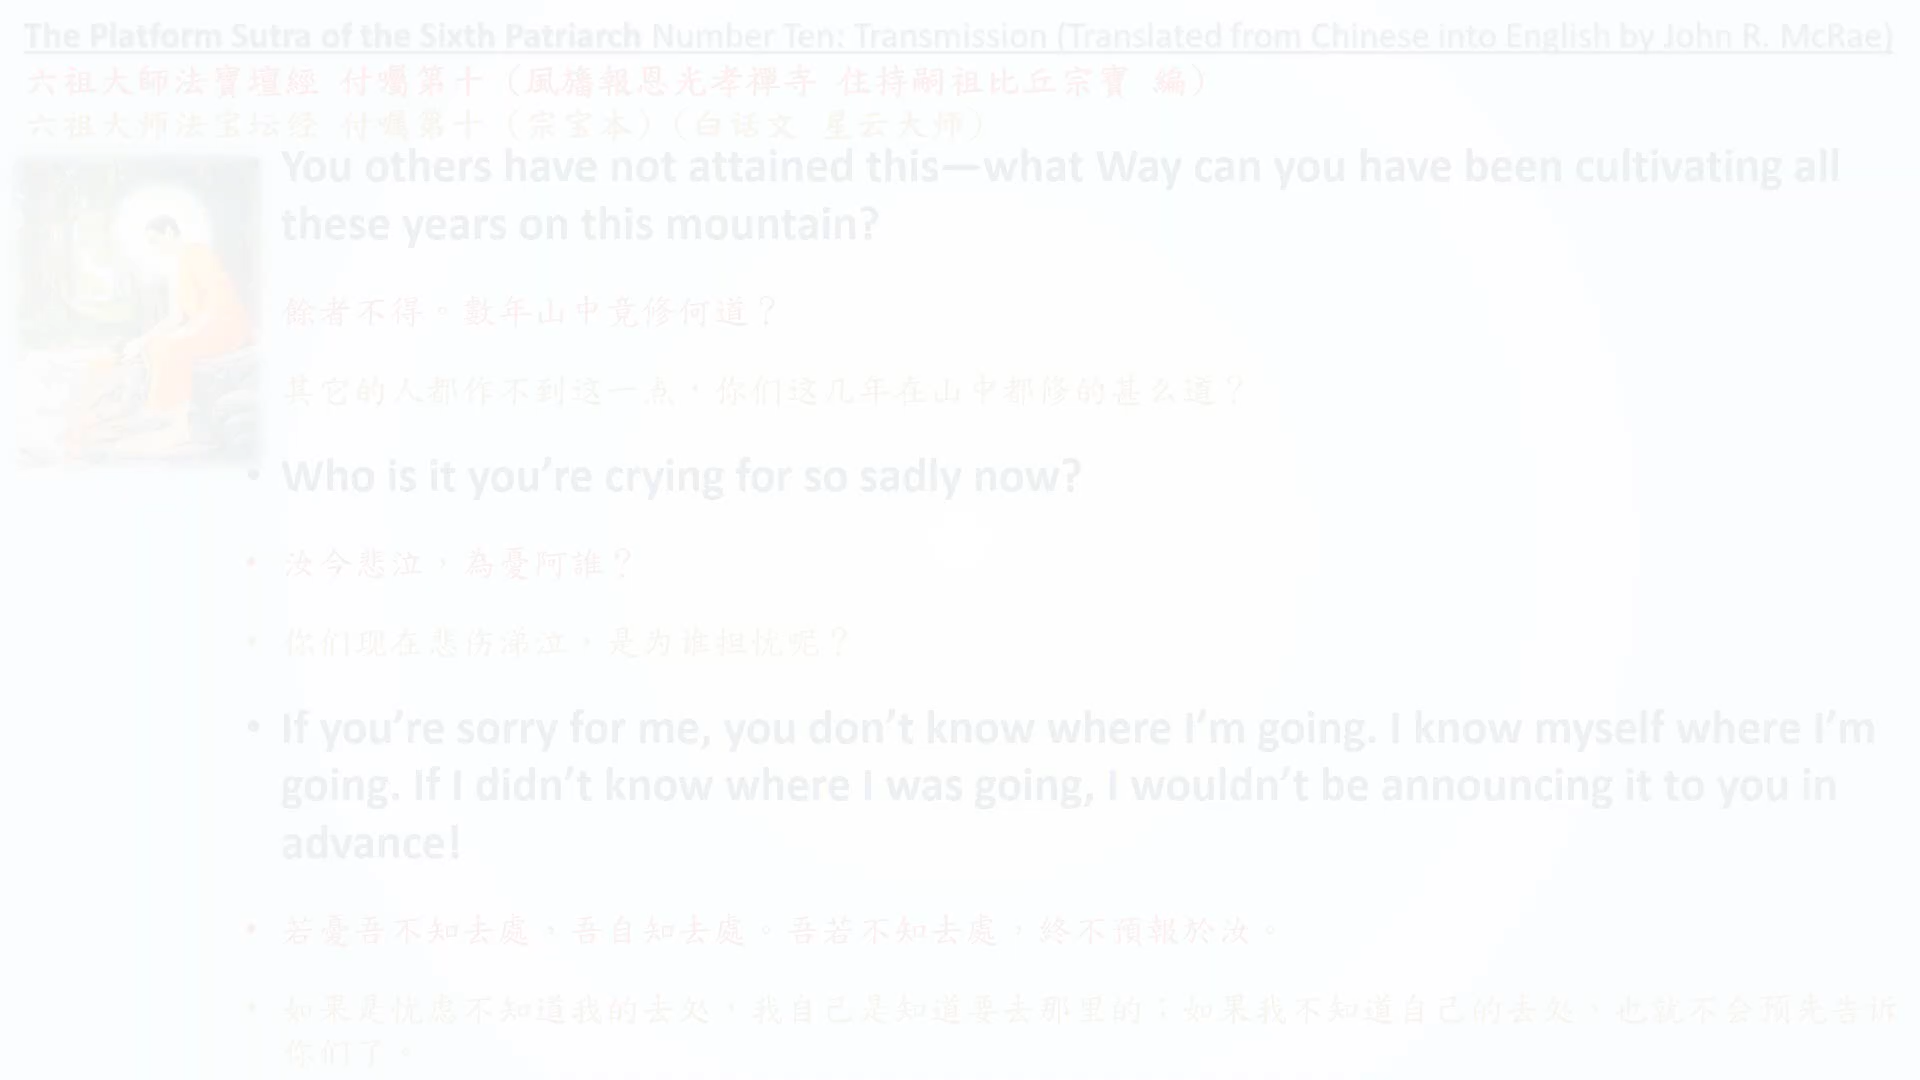 The Platform Sutra of the Sixth Patriarch Number Ten: Transmission (Translated from Chinese into English by John R. McRae)
六祖大師法寶壇經 付囑第十（風旛報恩光孝禪寺 住持嗣祖比丘宗寶 編）
六祖大师法宝坛经 付嘱第十（宗宝本）（白话文 星云大师）
You others have not attained this—what Way can you have been cultivating all
these years on this mountain?
餘者不得。數年山中竟修何道？
其它的人都作不到这一点，你们这几年在山中都修的甚么道？
• Who is it you’re crying for so sadly now?
• 汝今悲泣，為憂阿誰？
• 你们现在悲伤涕泣，是为谁担忧呢？
• If you’re sorry for me, you don’t know where I’m going. I know myself where I’m
going. If I didn’t know where I was going, I wouldn’t be announcing it to you in
advance!
• 若憂吾不知去處，吾自知去處。吾若不知去處，終不預報於汝。
• 如果是忧虑不知道我的去处，我自己是知道要去那里的；如果我不知道自己的去处，也就不会预先告诉
你们了。